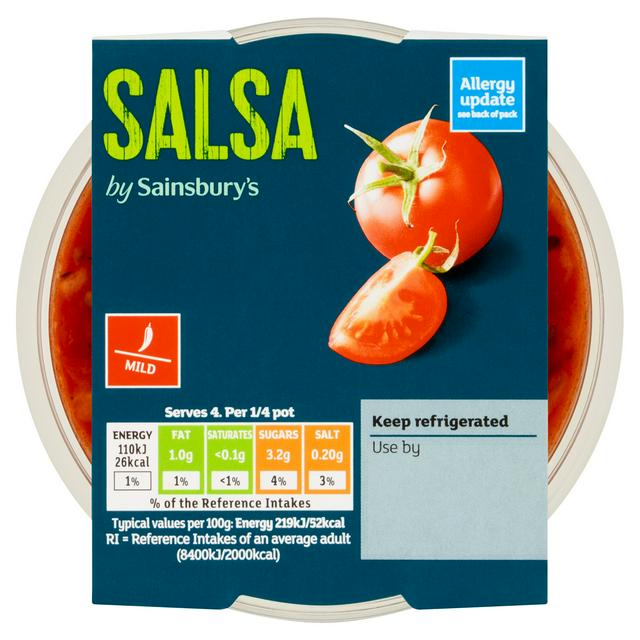 SALSA
by Sainsbury's
Allergy
update
see back of pack
MILD
Serves 4. Per 1/4 pot
ENERGY
110kJ
26kcal
1%
FAT
1.0g
1%
SATURATES
<0.1g
<1%
SUGARS
3.2g
4%
SALT
0.20g
3%
% of the Reference Intakes
Typical values per 100g: Energy 219kJ/52kcal
RI = Reference Intakes of an average adult
(8400kJ/2000kcal)
Keep refrigerated
Use by